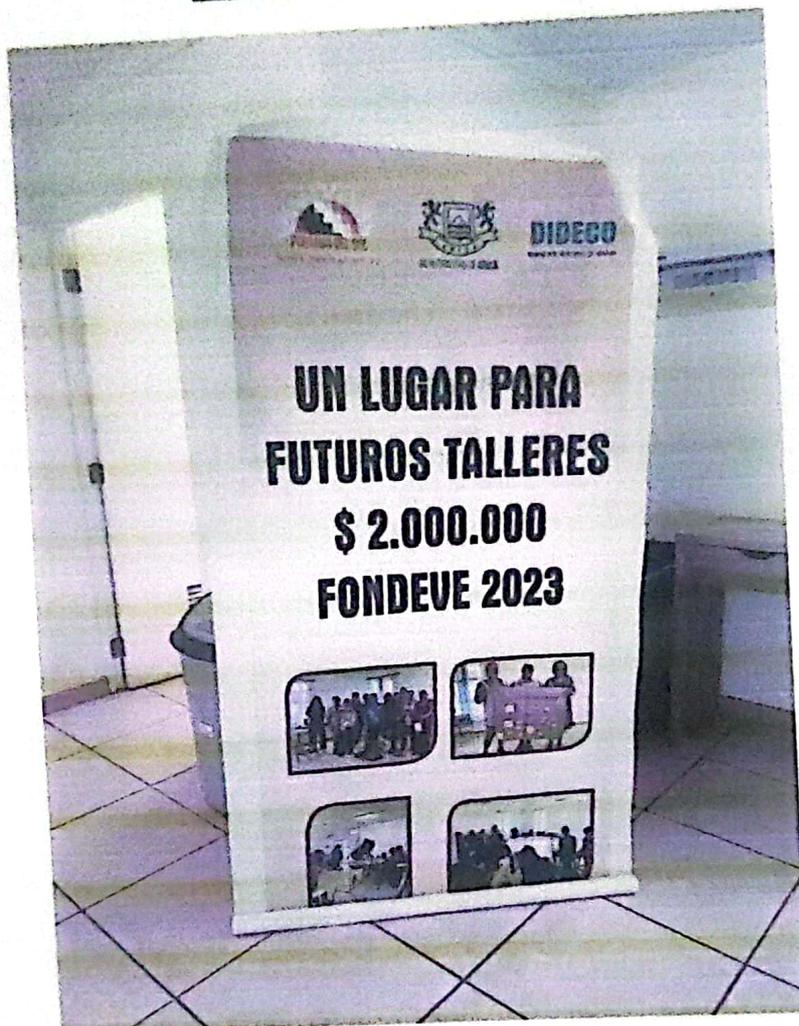 DIDECO
UN LUGAR PARA
FUTUROS TALLERES
$ 2.000.000
FONDEVE 2023